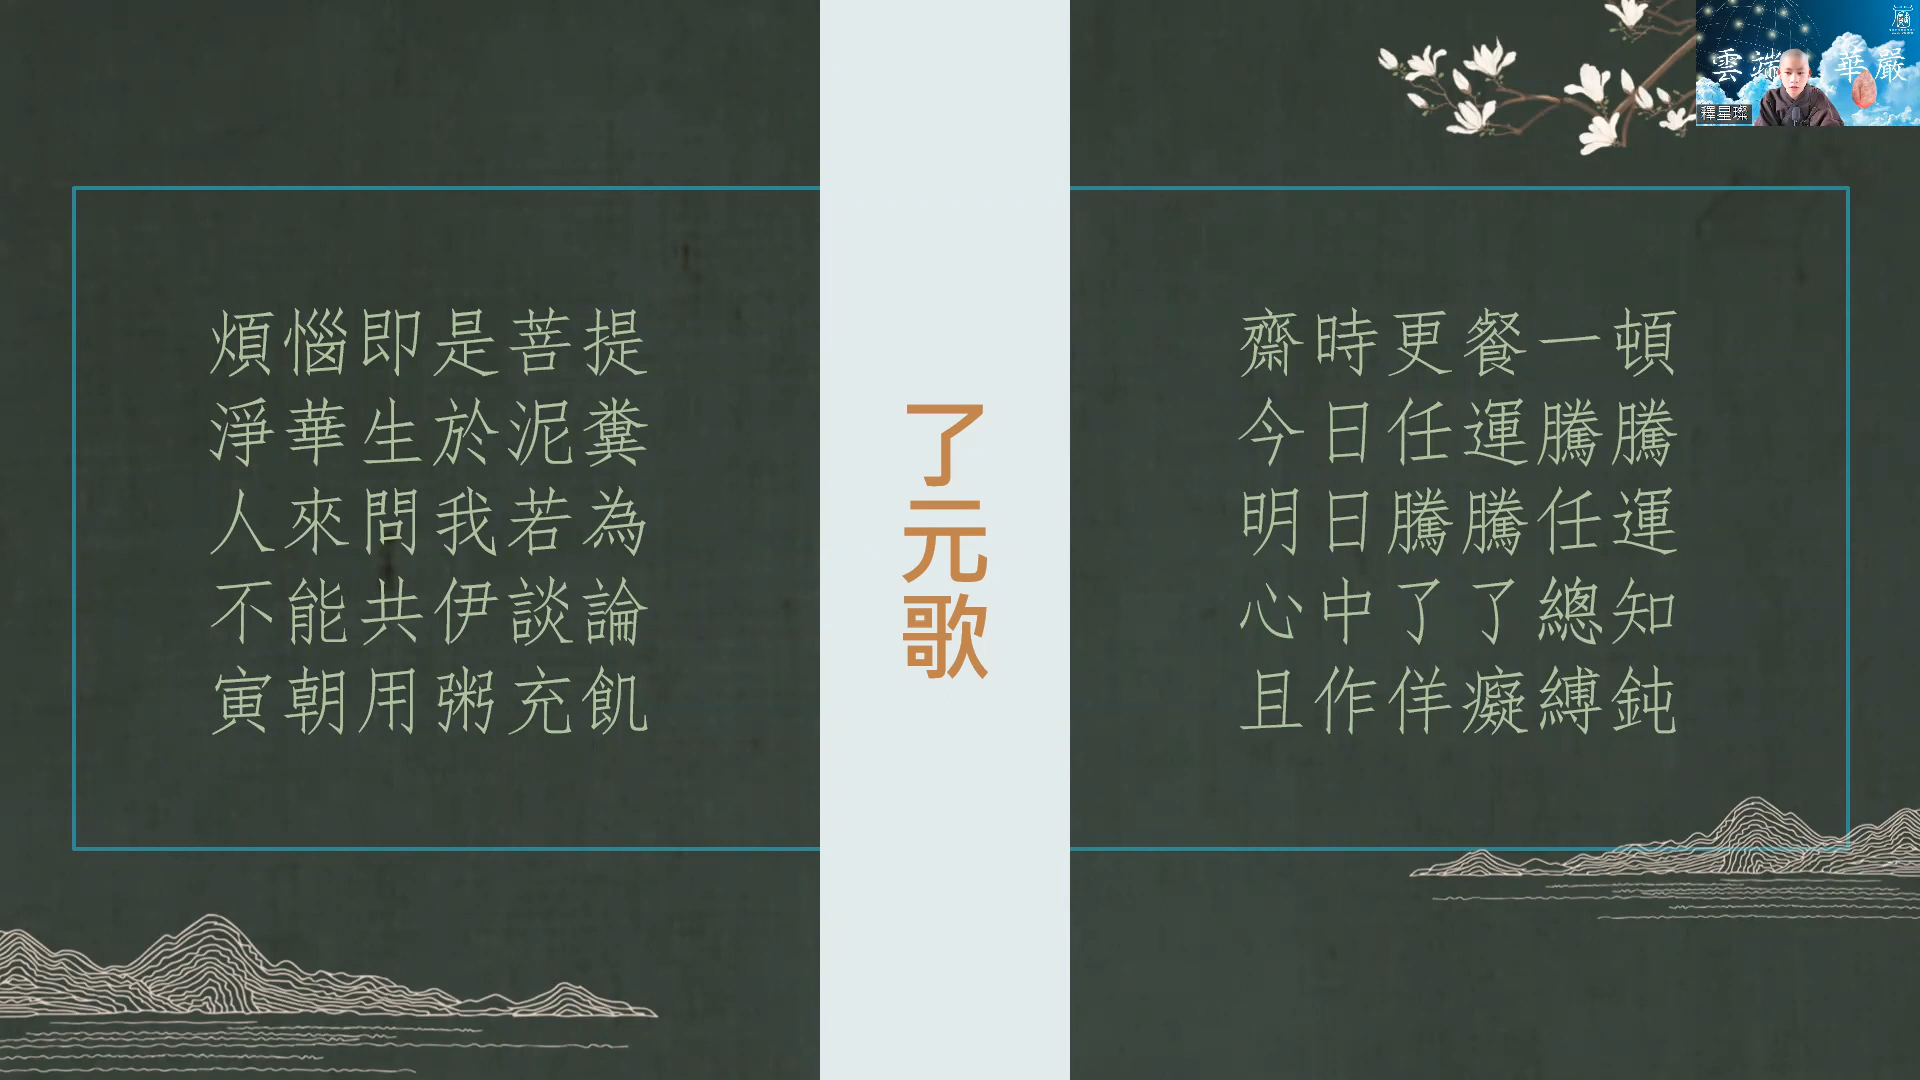 煩惱即是菩提
淨華生於泥糞
人來問我若為
不能共伊談論
寅朝用粥充飢
了元歌
齋時更餐一頓
今日任運騰騰
明日騰騰任運
心中了了總知
且作佯癡縛鈍
雲端華嚴
釋星璨